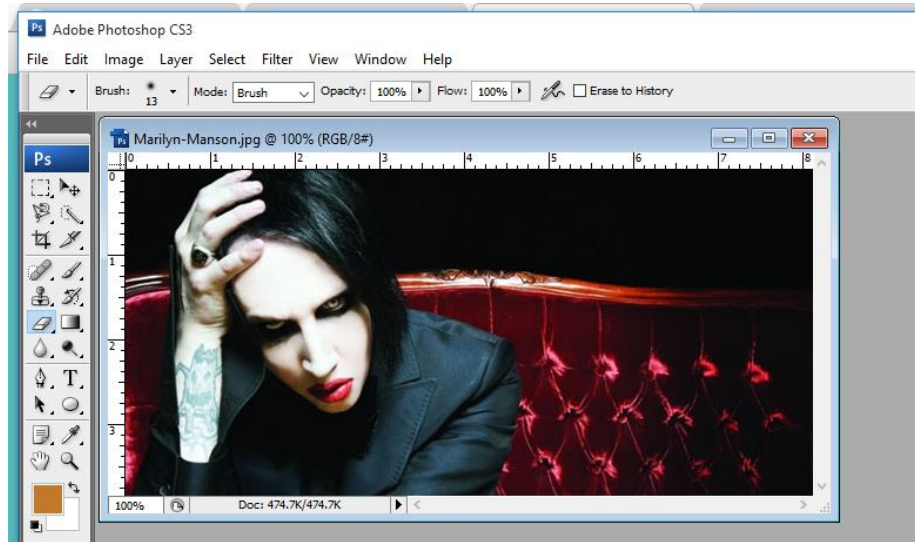 Ps Adobe Photoshop CS3
File Edit Image Layer Select Filter View Window Help
Brush: 13 Mode: Brush Opacity: 100% Flow: 100% Erase to History
Ps
Marilyn-Manson.jpg @ 100% (RGB/8#)
0 1 2 3 4 5 6 7 8
0
1
2
3
T
100% Doc: 474.7K/474.7K